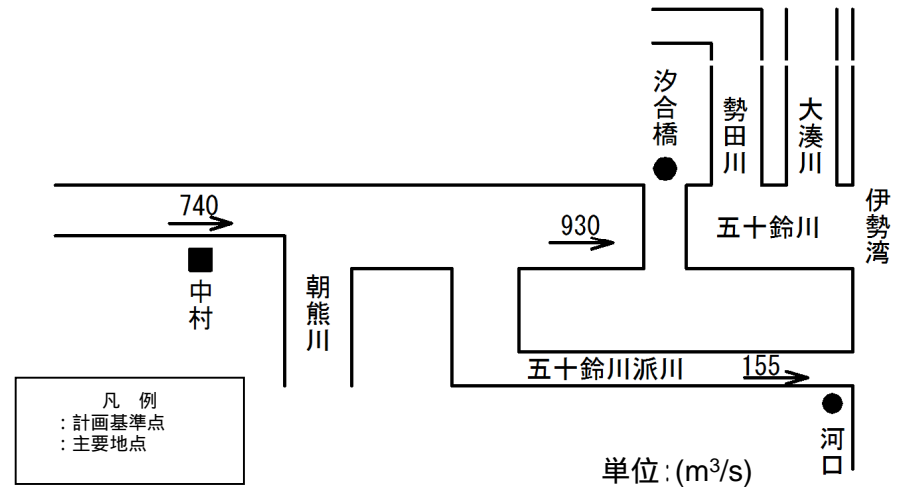 汐合橋
勢田川
大湊川
伊勢湾
740
930
五十鈴川
中村
朝熊川
五十鈴川派川
155
凡 例
：計画基準点
：主要地点
河口
単位：(m³/s)